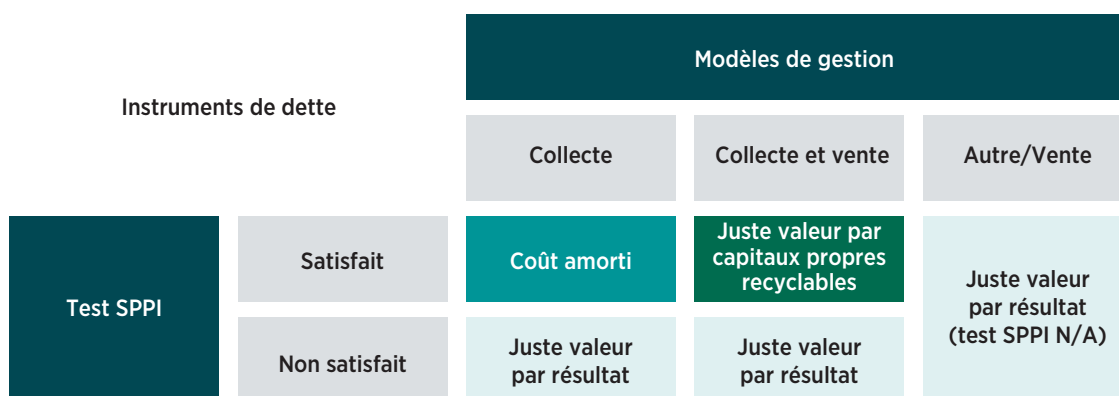 Modèles de gestion
Instruments de dette
Collecte
Collecte et vente
Autre/Vente
Test SPPI
Satisfait
Coût amorti
Juste valeur par
capitaux propres
recyclables
Juste valeur
par résultat
(test SPPI N/A)
Non satisfait
Juste valeur
par résultat
Juste valeur
par résultat